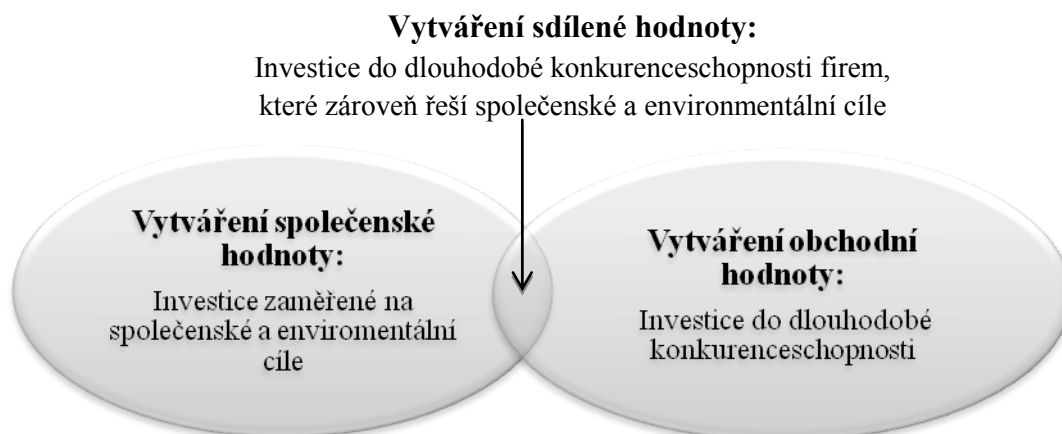 Vytváření sdílené hodnoty:
Investice do dlouhodobé konkurenceschopnosti firem,
které zároveň řeší společenské a environmentální cíle
Vytváření společenské
hodnoty:
Investice zaměřené na
společenské a enviromentální
cíle
Vytváření obchodní
hodnoty:
Investice do dlouhodobé
konkurenceschopnosti